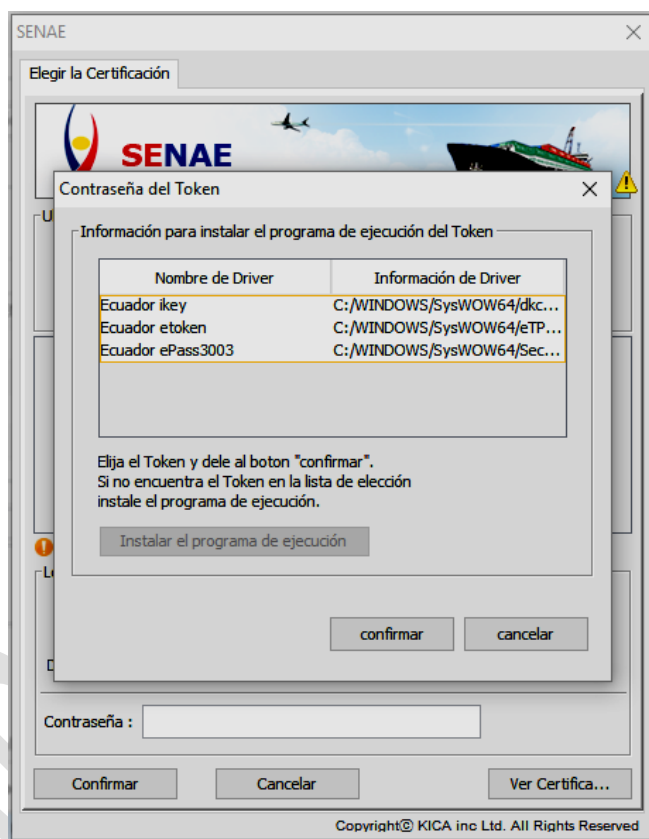 SENAE
Elegir la Certificación
SENAE
Contraseña del Token
Información para instalar el programa de ejecución del Token
Nombre de Driver Información de Driver
Ecuador ikey C:/WINDOWS/SysWOW64/dkc...
Ecuador etoken C:/WINDOWS/SysWOW64/eTP...
Ecuador ePass3003 C:/WINDOWS/SysWOW64/Sec...
Elija el Token y dele al boton "confirmar".
Si no encuentra el Token en la lista de elección
instale el programa de ejecución.
Instalar el programa de ejecución
confirmar cancelar
Contraseña :
Confirmar Cancelar Ver Certifica...
Copyright© KICA inc Ltd. All Rights Reserved